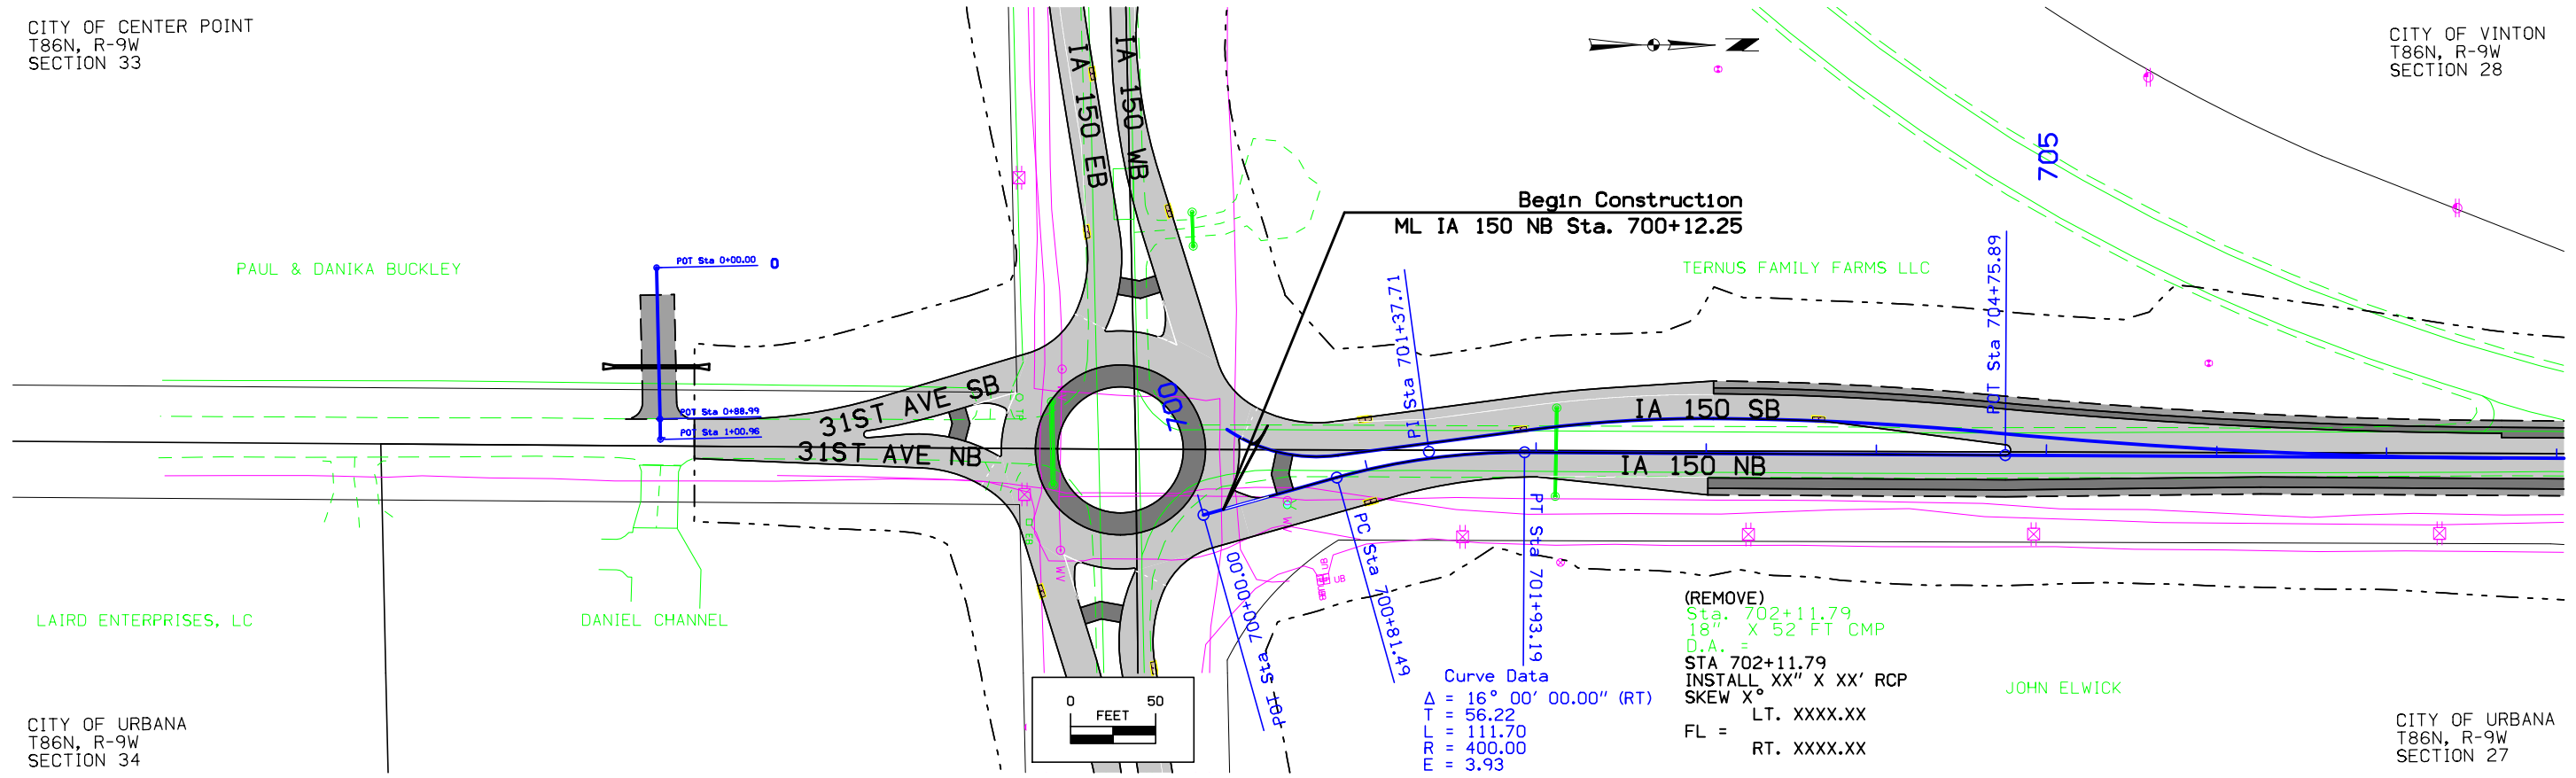 CITY OF CENTER POINT
T86N, R-9W
SECTION 33
CITY OF VINTON
T86N, R-9W
SECTION 28
IA 150 EB
IA 150 WB
705
Begin Construction
ML IA 150 NB Sta. 700+12.25
PAUL & DANIKA BUCKLEY
POT Sta 0+00.00
0
TERNUS FAMILY FARMS LLC
PI Sta 701+37.71
POT Sta 704+75.89
POT Sta 0+88.99
POT Sta 1+00.96
31ST AVE SB
31ST AVE NB
700
IA 150 SB
IA 150 NB
TP
EB
WV
W
UB
UB
POT Sta 700+00.00
PC Sta 700+81.49
PT Sta 701+93.19
LAIRD ENTERPRISES, LC
DANIEL CHANNEL
(REMOVE)
Sta. 702+11.79
18" X 52 FT CMP
D.A. =
STA 702+11.79
INSTALL XX" X XX' RCP
SKEW X°
LT. XXXX.XX
FL =
RT. XXXX.XX
JOHN ELWICK
Curve Data
Δ = 16° 00' 00.00" (RT)
T = 56.22
L = 111.70
R = 400.00
E = 3.93
0 50
FEET
CITY OF URBANA
T86N, R-9W
SECTION 34
CITY OF URBANA
T86N, R-9W
SECTION 27